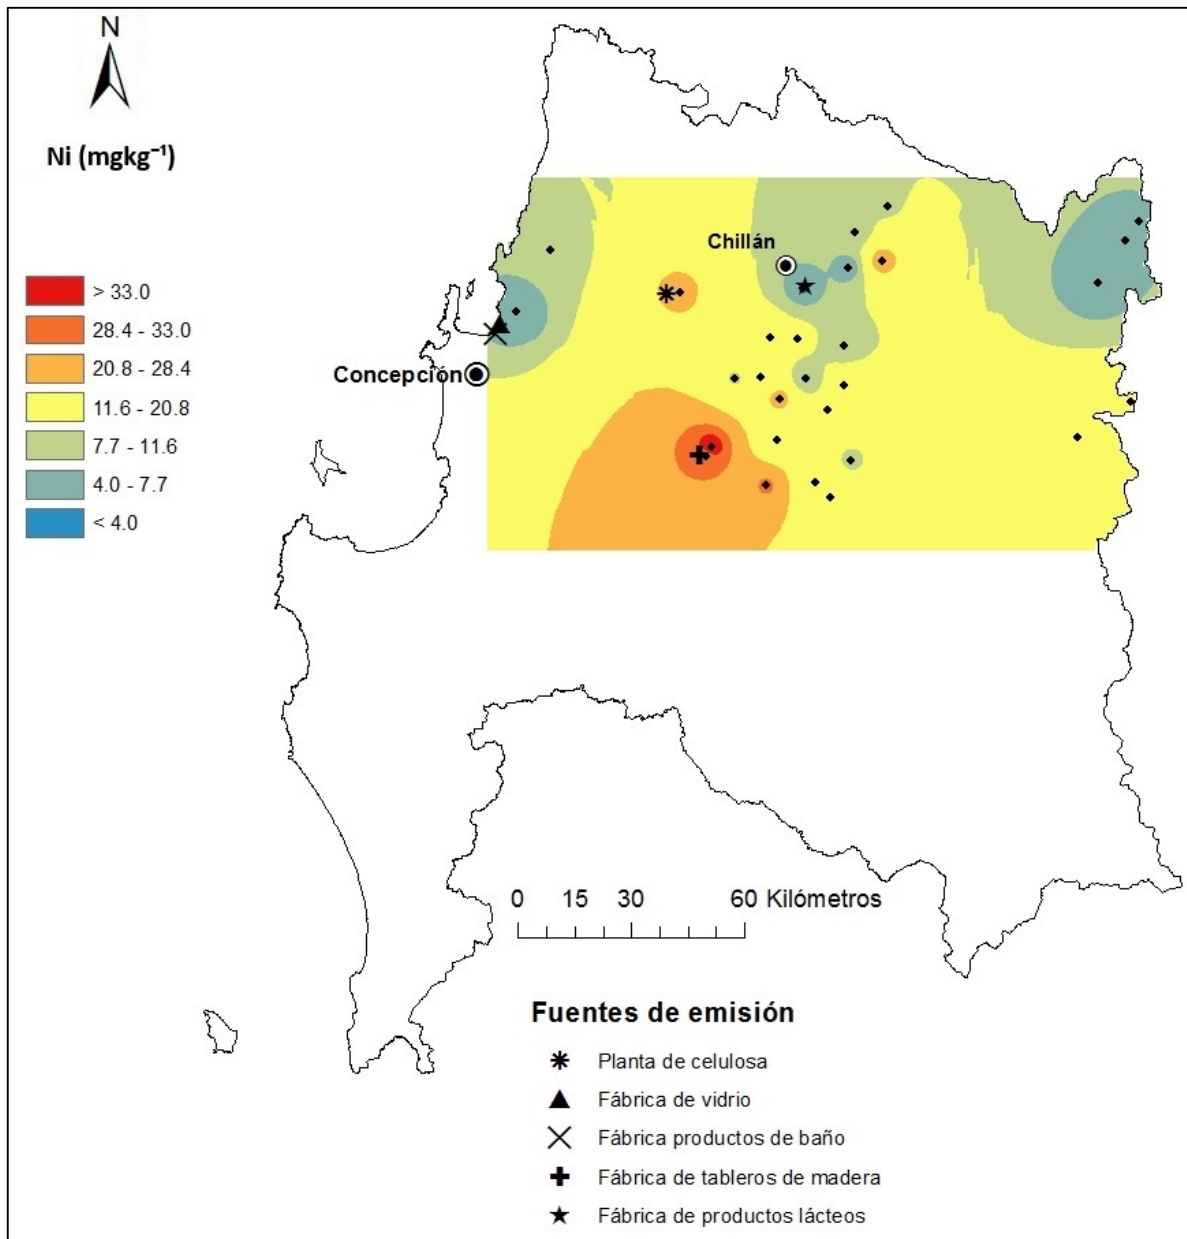 N
Ni (mgkg⁻¹)
> 33.0
28.4 - 33.0
20.8 - 28.4
11.6 - 20.8
7.7 - 11.6
4.0 - 7.7
< 4.0
Chillán
Concepción
0 15 30 60 Kilómetros
Fuentes de emisión
Planta de celulosa
Fábrica de vidrio
Fábrica productos de baño
Fábrica de tableros de madera
Fábrica de productos lácteos